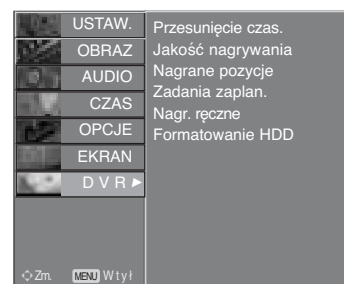 USTAW.
OBRAZ
AUDIO
CZAS
OPCJE
EKRAN
D V R
Przesunięcie czas.
Jakość nagrywania
Nagrane pozycje
Zadania zaplan.
Nagr. ręczne
Formatowanie HDD
Zm. MENU Wtył